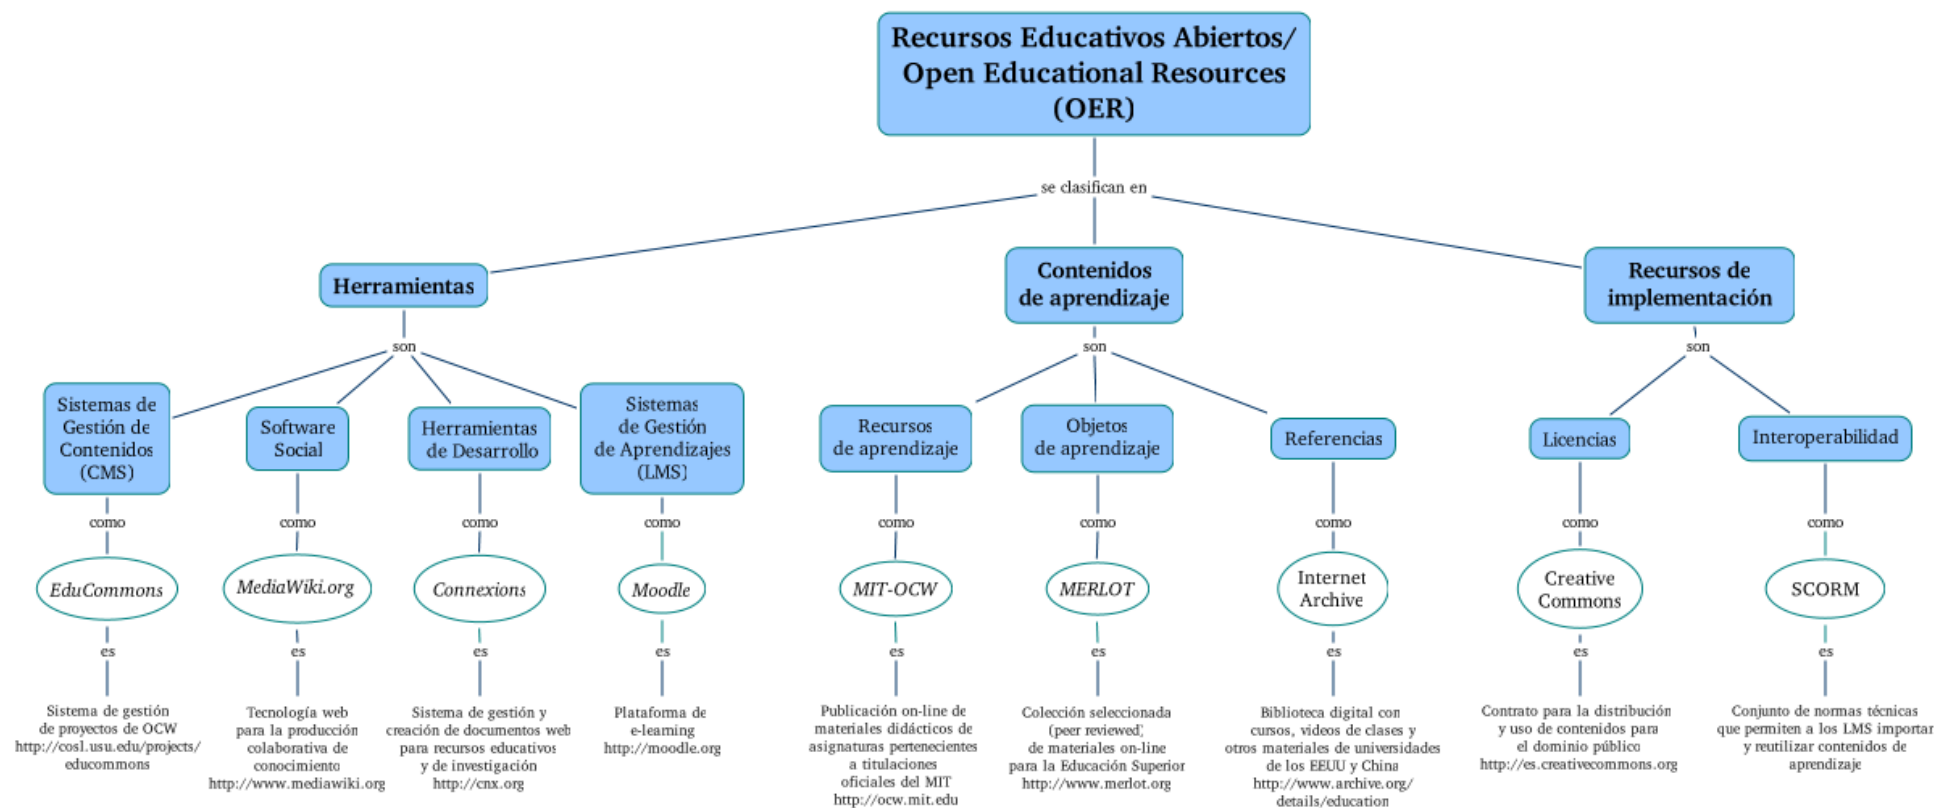 Recursos Educativos Abiertos/
Open Educational Resources
(OER)
se clasifican en
Herramientas
Contenidos
de aprendizaje
Recursos de
implementación
son
son
son
Sistemas de
Gestión de
Contenidos
(CMS)
Software
Social
Herramientas
de Desarrollo
Sistemas
de Gestión
de Aprendizajes
(LMS)
Recursos
de aprendizaje
Objetos
de aprendizaje
Referencias
Licencias
Interoperabilidad
como
como
como
como
como
como
como
como
como
EduCommons
MediaWiki.org
Connexions
Moodle
MIT-OCW
MERLOT
Internet
Archive
Creative
Commons
SCORM
es
es
es
es
es
es
es
es
es
Sistema de gestión
de proyectos de OCW
http://cosl.usu.edu/projects/
educommons
Tecnología web
para la producción
colaborativa de
conocimiento
http://www.mediawiki.org
Sistema de gestión y
creación de documentos web
para recursos educativos
y de investigación
http://cnx.org
Plataforma de
e-learning
http://moodle.org
Publicación on-line de
materiales didácticos de
asignaturas pertenecientes
a titulaciones
oficiales del MIT
http://ocw.mit.edu
Colección seleccionada
(peer reviewed)
de materiales on-line
para la Educación Superior
http://www.merlot.org
Biblioteca digital con
cursos, videos de clases y
otros materiales de universidades
de los EEUU y China
http://www.archive.org/
details/education
Contrato para la distribución
y uso de contenidos para
el dominio público
http://es.creativecommons.org
Conjunto de normas técnicas
que permiten a los LMS importar
y reutilizar contenidos de
aprendizaje